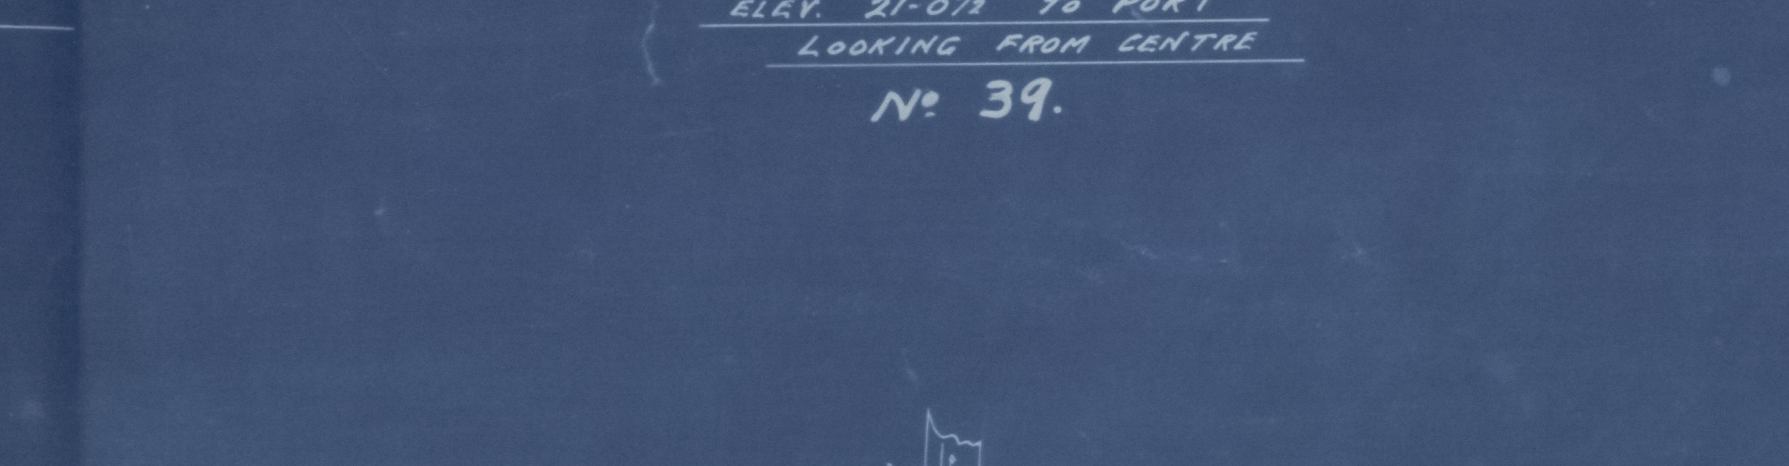 ELEV. 21-0½ TO PORT
LOOKING FROM CENTRE
Nº 39.